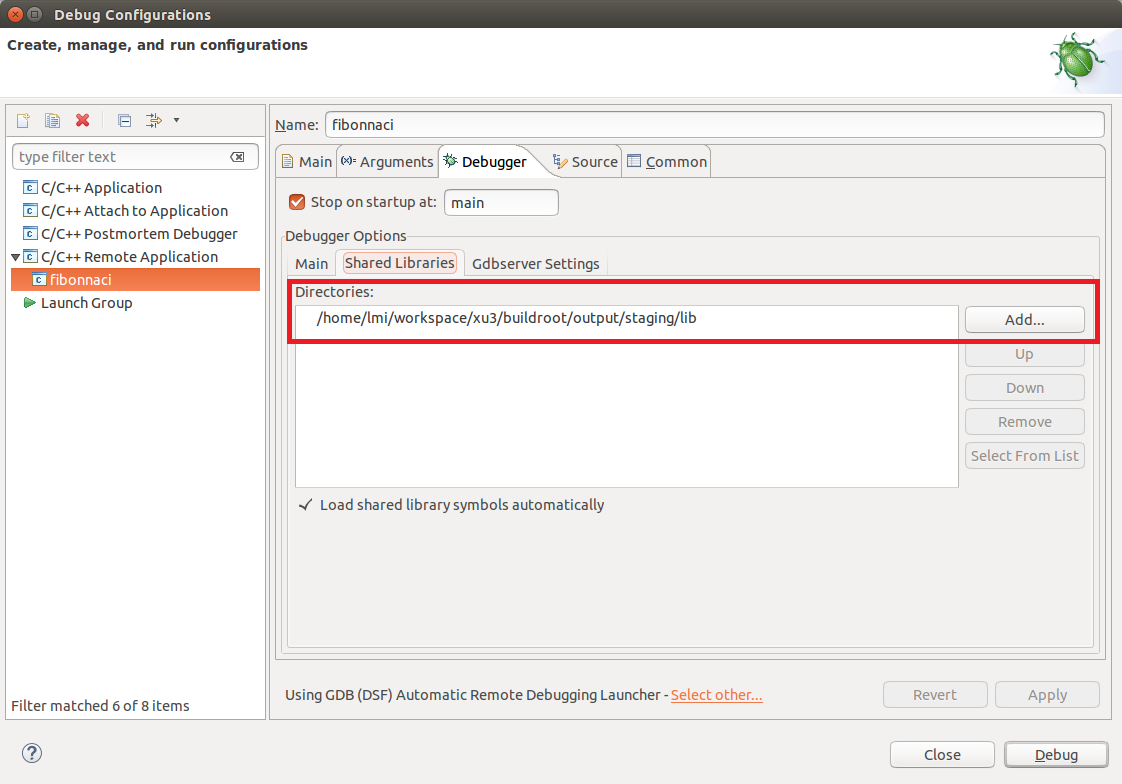 Debug Configurations
Create, manage, and run configurations
type filter text
C/C++ Application
C/C++ Attach to Application
C/C++ Postmortem Debugger
C/C++ Remote Application
fibonnaci
Launch Group
Filter matched 6 of 8 items
Name: fibonnaci
Main Arguments Debugger Source Common
Stop on startup at: main
Debugger Options
Main Shared Libraries Gdbserver Settings
Directories:
/home/lmi/workspace/xu3/buildroot/output/staging/lib
Add...
Up
Down
Remove
Select From List
Load shared library symbols automatically
Using GDB (DSF) Automatic Remote Debugging Launcher - Select other...
Revert Apply
Close Debug